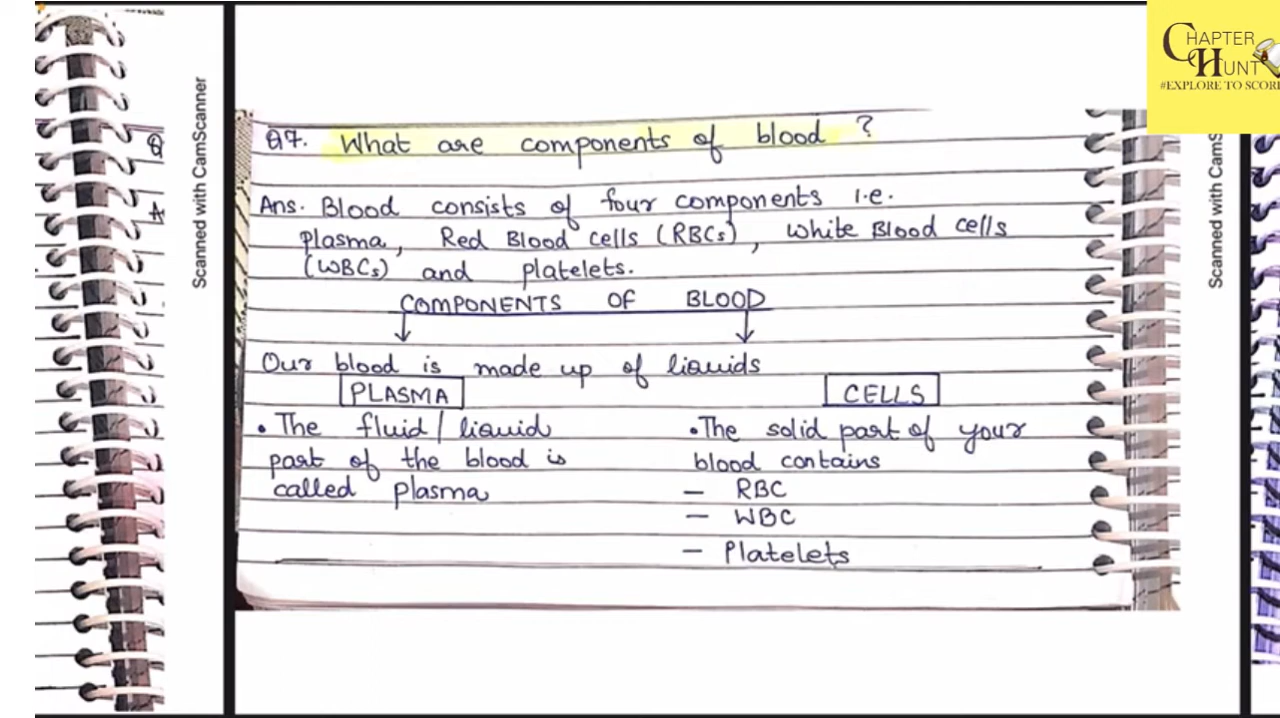 CHAPTER
HUNT
#EXPLORE TO SCORE
Scanned with CamScanner
Scanned with CamS
Q
A
Q7. What are components of blood ?
Ans. Blood consists of four components i.e.
plasma, Red Blood cells (RBCs), White Blood cells
(WBCs) and platelets.
COMPONENTS OF BLOOD
Our blood is made up of liquids
PLASMA CELLS
• The fluid/liquid
part of the blood is
called plasma
• The solid part of your
blood contains
– RBC
– WBC
– Platelets